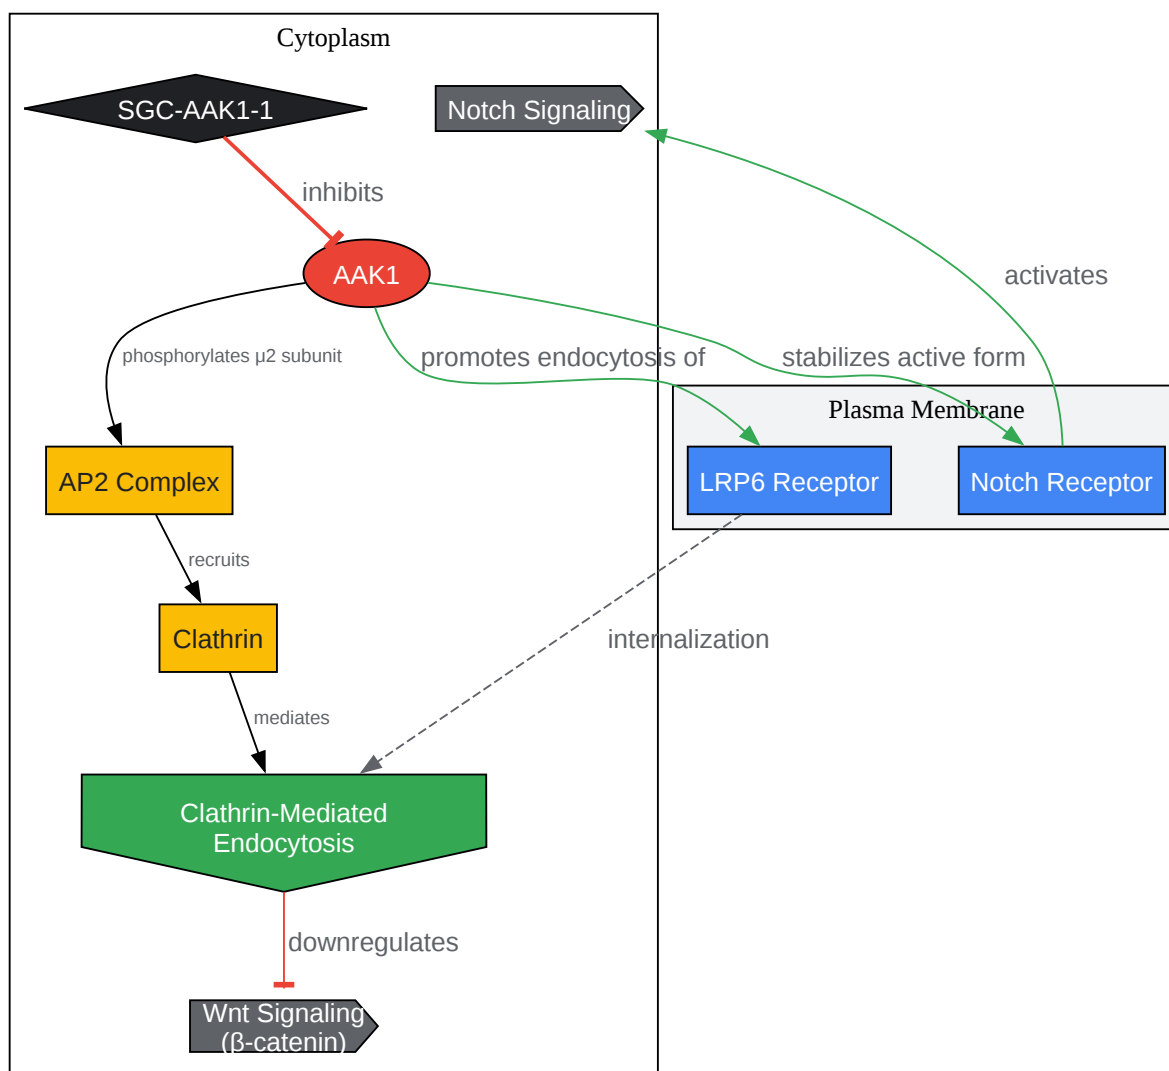 Cytoplasm
SGC-AAK1-1
Notch Signaling
inhibits
AAK1
activates
phosphorylates μ2 subunit
promotes endocytosis of
stabilizes active form
Plasma Membrane
AP2 Complex
LRP6 Receptor
Notch Receptor
recruits
Clathrin
internalization
mediates
Clathrin-Mediated
Endocytosis
downregulates
Wnt Signaling
(β-catenin)